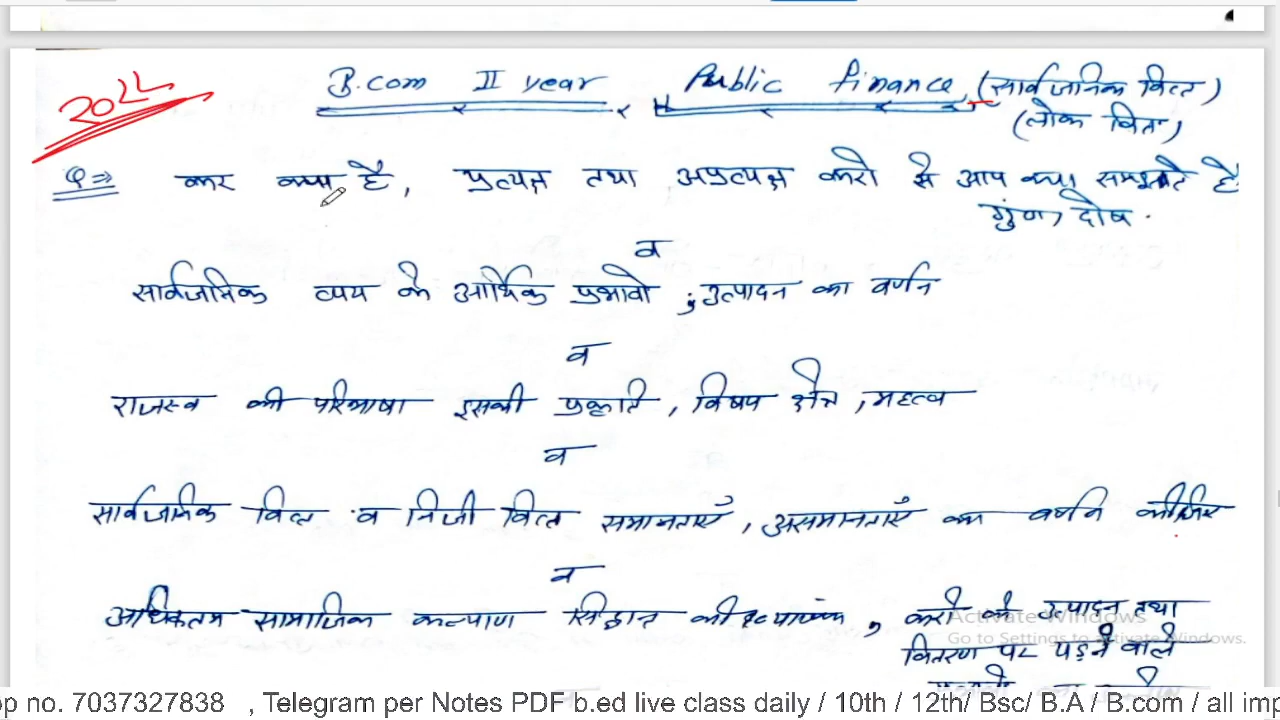 2022
B.com II year Public finance, (सार्वजनिक वित्त)
(लोक वित्त)
Q ⇒ कर क्या है, प्रत्यक्ष तथा अप्रत्यक्ष करो से आप क्या समझते है
गुण, दोष.
व
सार्वजनिक व्यय के आर्थिक प्रभावो ; उत्पादन का वर्णन
व
राजस्व की परिभाषा इसकी प्रकृति, विषय क्षेत्र, महत्व
व
सार्वजनिक वित्त व निजी वित्त समानताएँ, असमानताएँ का वर्णन कीजिए
व
अधिकतम सामाजिक कल्याण सिद्धान्त की, करो के उत्पादन तथा
वितरण पर पड़ने वाले
Activate Windows
Go to Settings to activate Windows.
op no. 7037327838 , Telegram per Notes PDF b.ed live class daily / 10th / 12th/ Bsc/ B.A / B.com / all imp